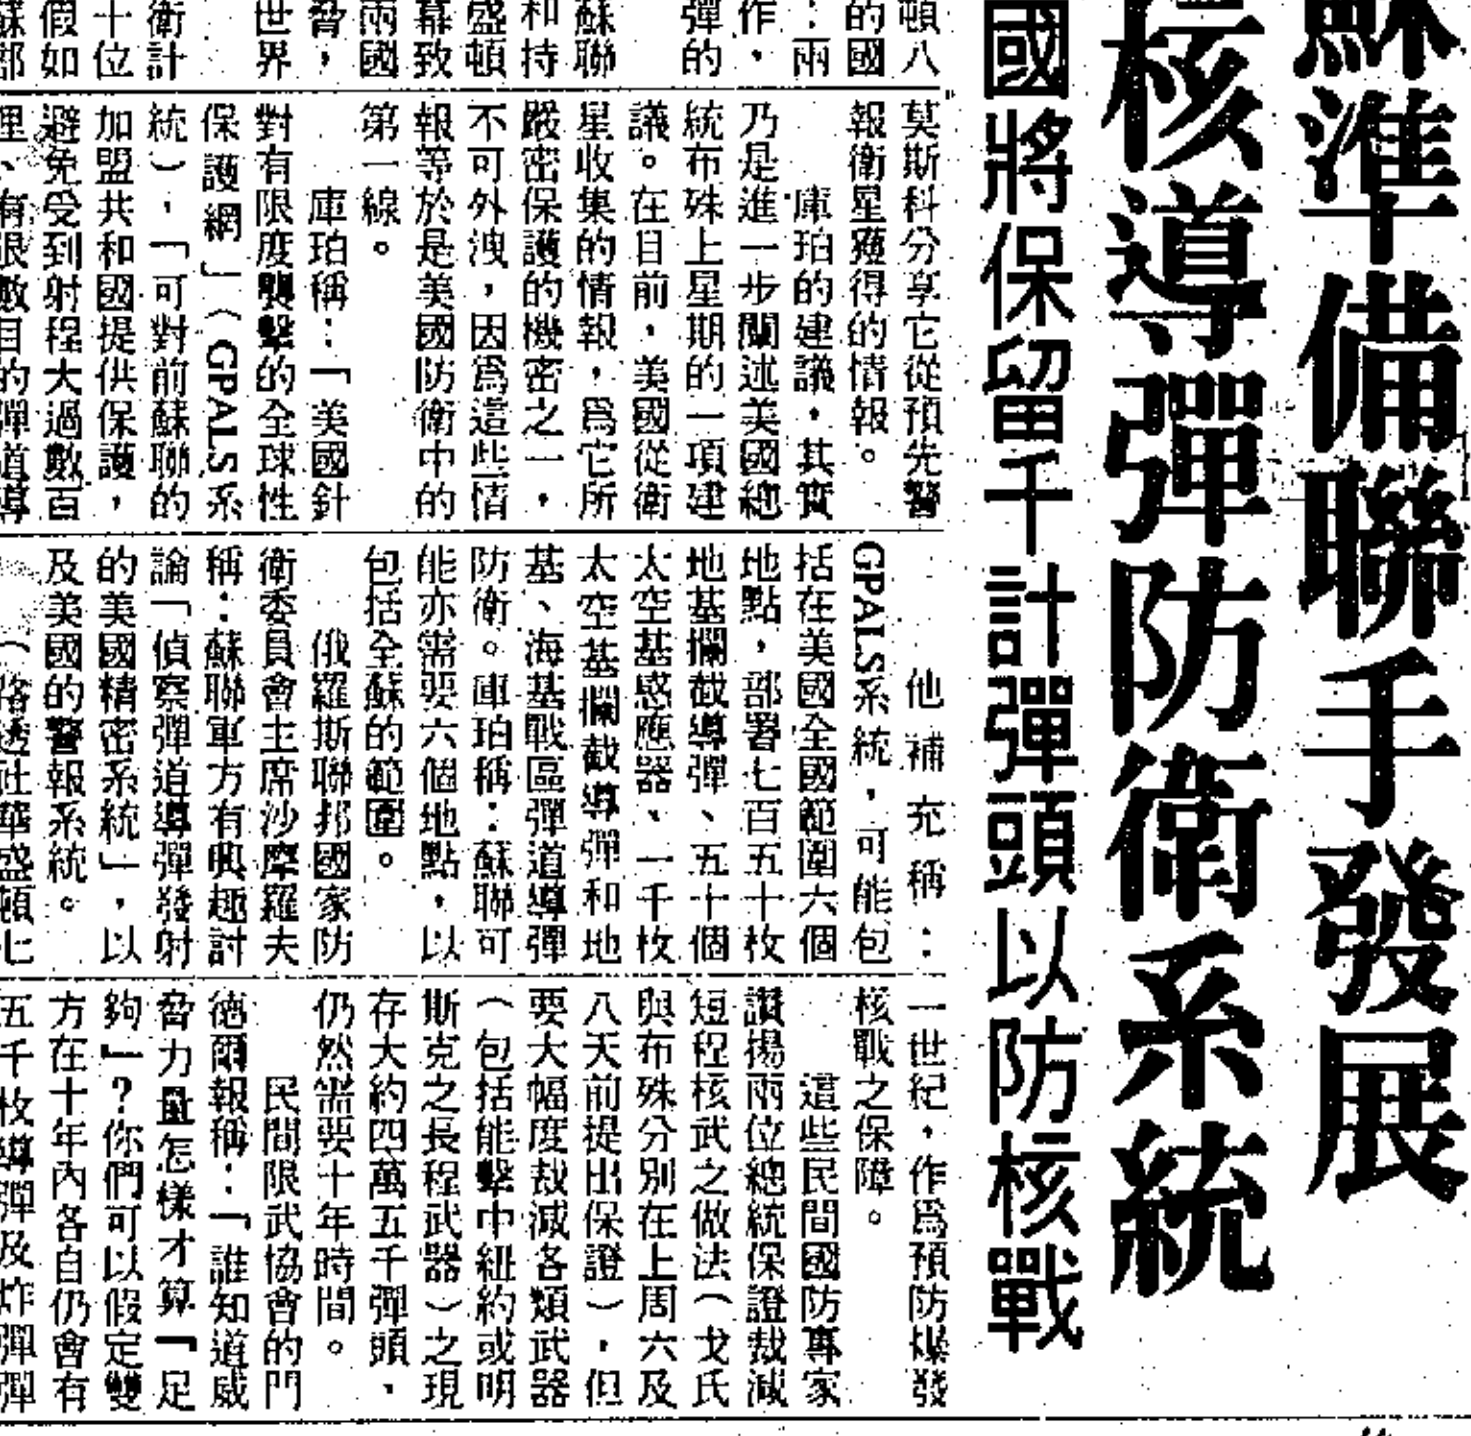 蘇準備聯手發展
核導彈防衛系統
國將保留千計彈頭以防核戰
頓八
的國
：兩
作，
彈的
蘇聯
和持
盛頓
幕致
兩國
脅，
世界
衛計
十位
假如
蘇部
莫斯科分享它從預先警
報衛星獲得的情報。
庫珀的建議，其實
乃是進一步闡述美國總
統布殊上星期的一項建
議。在目前，美國從衛
星收集的情報，爲它所
嚴密保護的機密之一，
不可外洩，因爲這些情
報等於是美國防衛中的
第一線。
庫珀稱：「美國針
對有限度襲擊的全球性
保護網」（GPALS系
統），「可對前蘇聯的
加盟共和國提供保護，
避免受到射程大過數百
哩、有限數目的彈道導
他補充稱：
GPALS系統，可能包
括在美國全國範圍六個
地點，部署七百五十枚
地基攔截導彈、五十個
太空基感應器、一千枚
太空基攔截導彈和地
基、海基戰區彈道導彈
防衛。庫珀稱：蘇聯可
能亦需要六個地點，以
包括全蘇的範圍。
俄羅斯聯邦國家防
衛委員會主席沙摩羅夫
稱：蘇聯軍方有興趣討
論「偵察彈道導彈發射
的美國精密系統」，以
及美國的警報系統。
（路透社華盛頓七
一世紀，作爲預防爆發
核戰之保障。
這些民間國防專家
讚揚兩位總統保證裁減
短程核武之做法（戈氏
與布殊分別在上周六及
八天前提出保證），但
要大幅度裁減各類武器
（包括能擊中紐約或明
斯克之長程武器）之現
存大約四萬五千彈頭，
仍然需要十年時間。
民間限武協會的門
德爾報稱：「誰知道威
脅力量怎樣才算「足
夠」？你們可以假定雙
方在十年內各自仍會有
五千枚導彈及炸彈彈